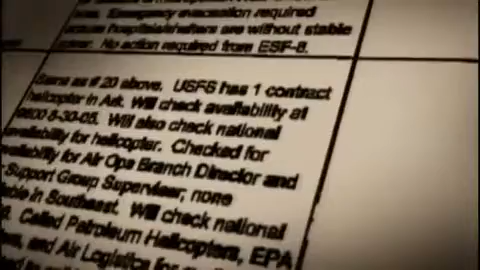 Emergency evacuation required
hospitals/shelters are without stable
No action required from ESF-8.
Same as # 20 above. USFS has 1 contract
helicopter in Ark. Will check availability at
0600 8-30-05. Will also check national
availability for helicopter. Checked for
availability for Air Ops Branch Director and
Support Group Supervisor; none
in Southeast. Will check national
Called Petroleum Helicopters, EPA
and Air Logistics for